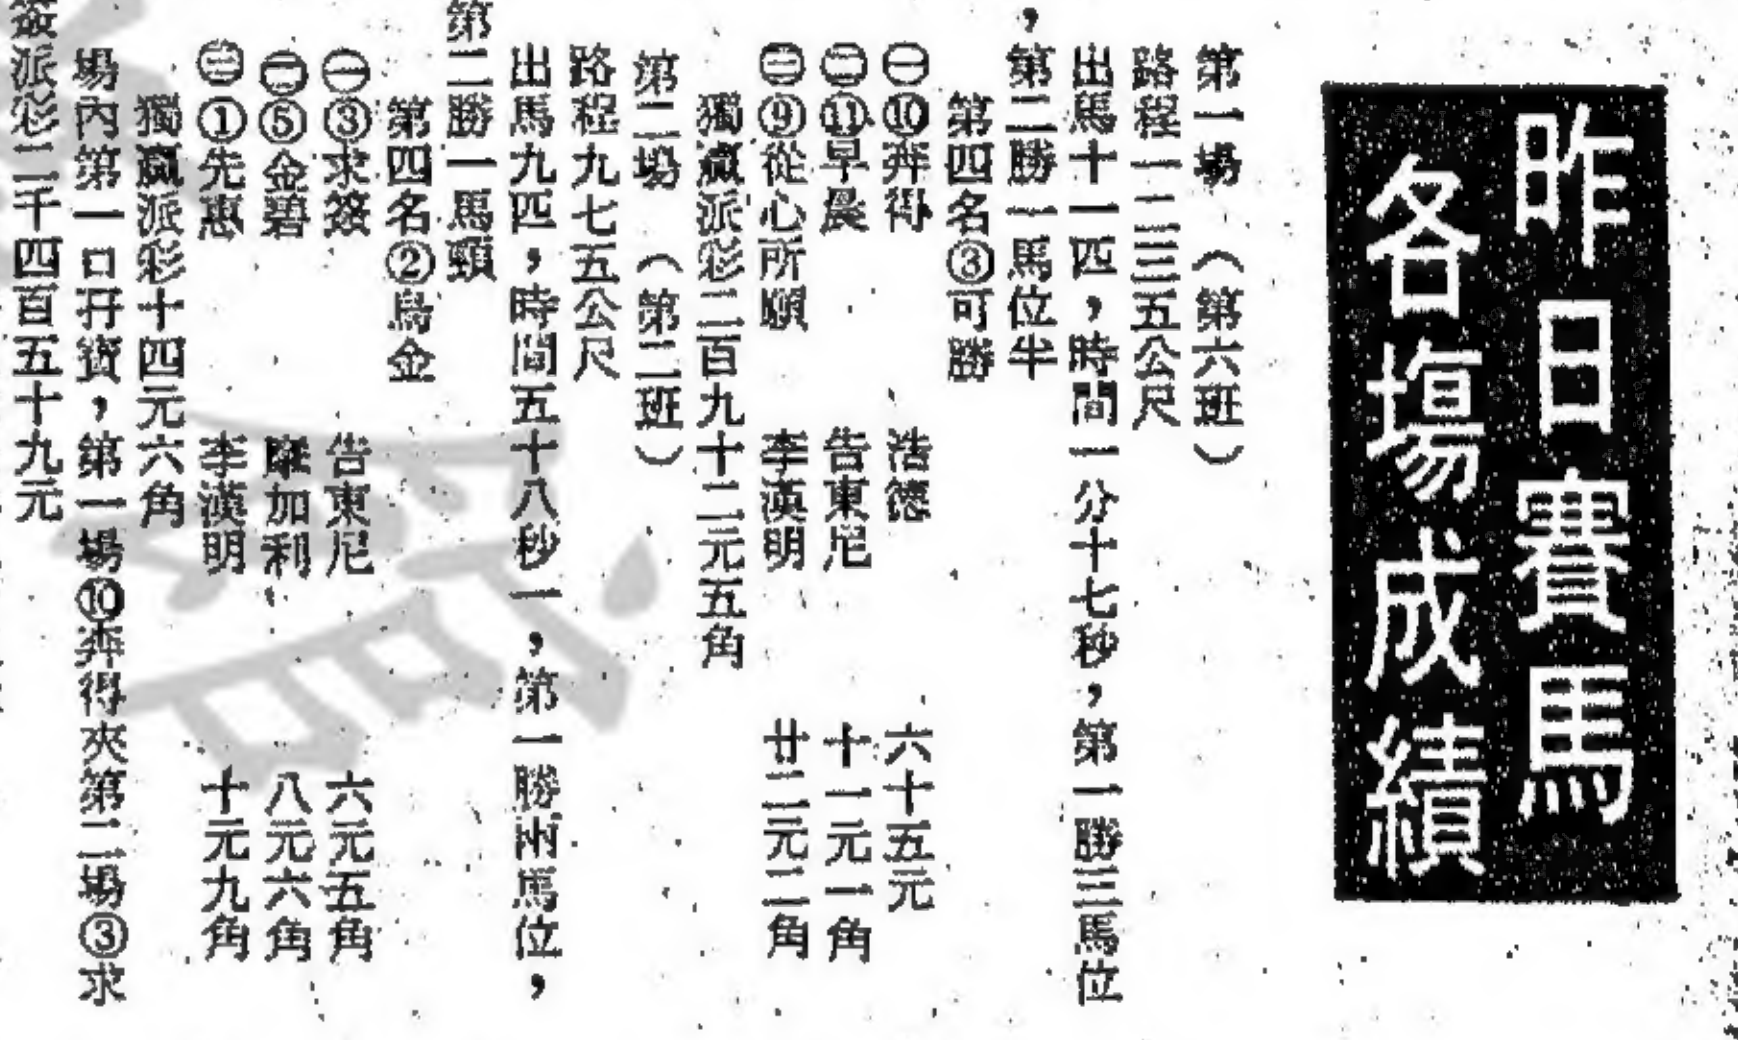 昨日賽馬
各場成績
第一場　（第六班）
路程一二三五公尺
出馬十一匹，時間一分十七秒，第一勝三馬位
，第二勝一馬位半
第四名③可勝
㊀⑩弄得　浩德　六十五元
㊁⑪早晨　告東尼　十一元一角
㊂⑨從心所願　李漢明　廿二元二角
獨贏派彩二百九十二元五角
第二場　（第二班）
路程九七五公尺
出馬九匹，時間五十八秒一，第一勝兩馬位，
第二勝一馬頸
第四名②烏金
㊀③求簽　告東尼　六元五角
㊁⑤金碧　摩加利　八元六角
㊂①先惠　李漢明　十元九角
獨贏派彩十四元六角
場內第一口孖寶，第一場⑩弄得夾第二場③求
簽派彩二千四百五十九元